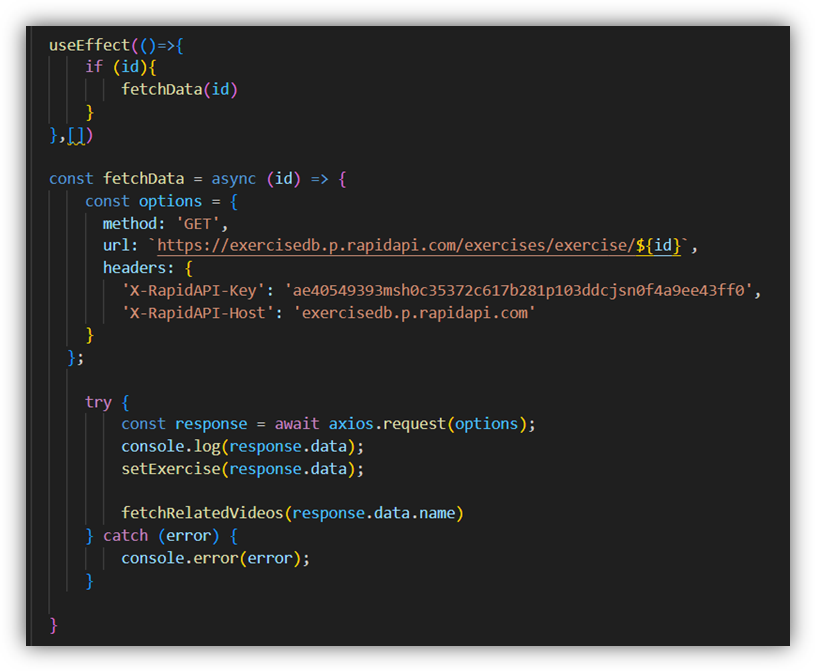 useEffect(()=>{
if (id){
fetchData(id)
}
},[])
const fetchData = async (id) => {
const options = {
method: 'GET',
url: `https://exercisedb.p.rapidapi.com/exercises/exercise/${id}`,
headers: {
'X-RapidAPI-Key': 'ae40549393msh0c35372c617b281p103ddcjsn0f4a9ee43ff0',
'X-RapidAPI-Host': 'exercisedb.p.rapidapi.com'
}
};
try {
const response = await axios.request(options);
console.log(response.data);
setExercise(response.data);
fetchRelatedVideos(response.data.name)
} catch (error) {
console.error(error);
}
}